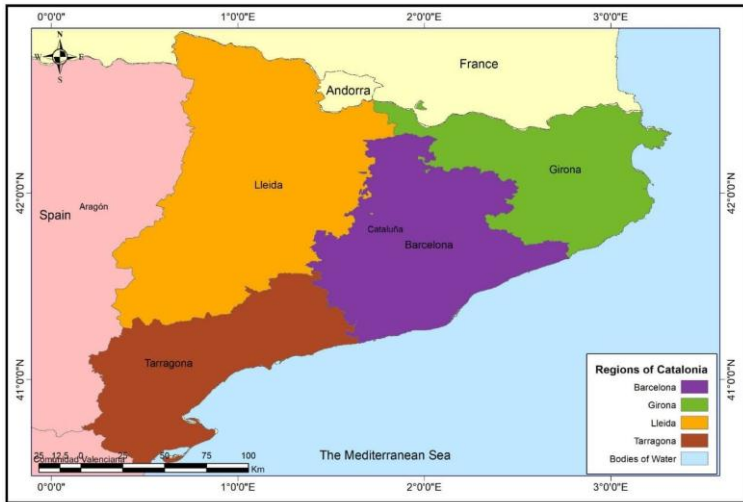 0°0'0" 1°0'0"E 2°0'0"E 3°0'0"E
N
W E
S
France
Andorra
Lleida
Girona
42°0'0"N 42°0'0"N
Aragón
Spain
Cataluña
Barcelona
Tarragona
41°0'0"N 41°0'0"N
Regions of Catalonia
Barcelona
Girona
Lleida
Tarragona
Bodies of Water
The Mediterranean Sea
Comunidad Valenciana
25 12.5 0 25 50 75 100
Km
0°0'0" 1°0'0"E 2°0'0"E 3°0'0"E